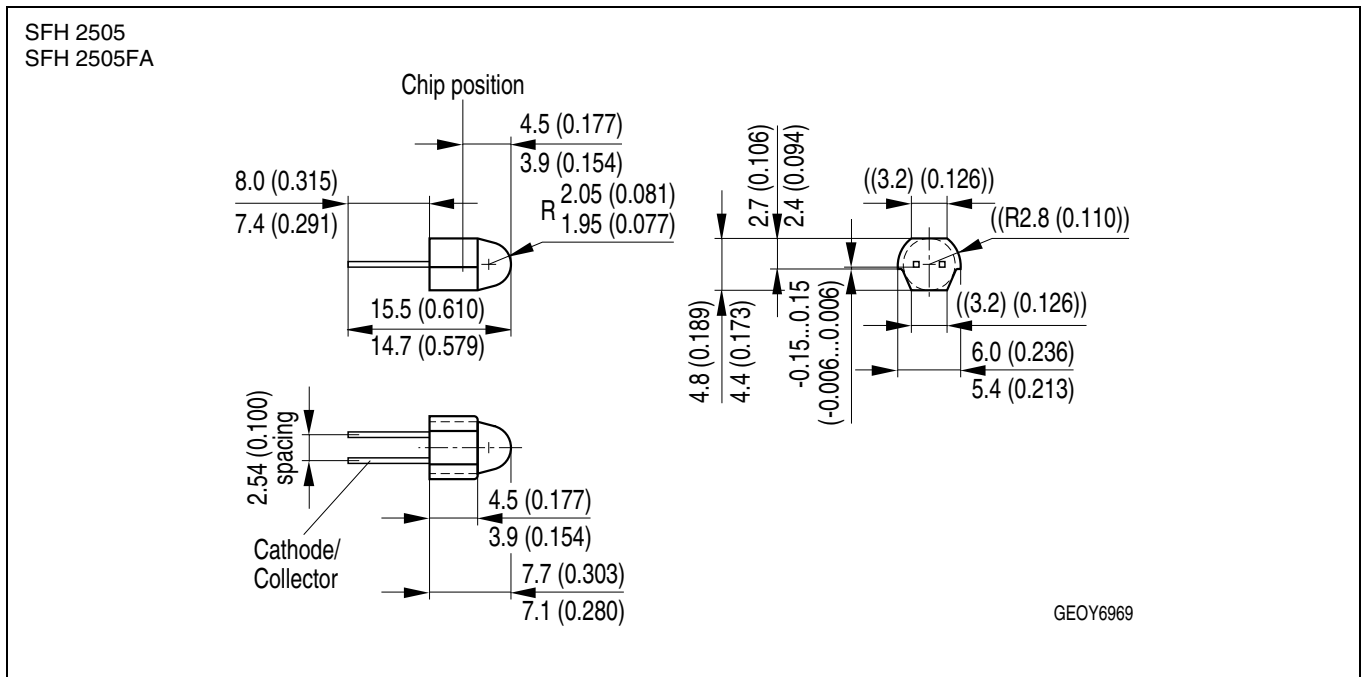 SFH 2505
SFH 2505FA
Chip position
4.5 (0.177)
3.9 (0.154)
8.0 (0.315)
7.4 (0.291)
R 2.05 (0.081)
1.95 (0.077)
15.5 (0.610)
14.7 (0.579)
2.7 (0.106)
2.4 (0.094)
((3.2) (0.126))
((R2.8 (0.110))
4.8 (0.189)
4.4 (0.173)
-0.15...0.15
(-0.006...0.006)
((3.2) (0.126))
6.0 (0.236)
5.4 (0.213)
2.54 (0.100)
spacing
4.5 (0.177)
3.9 (0.154)
Cathode/
Collector
7.7 (0.303)
7.1 (0.280)
GEOY6969